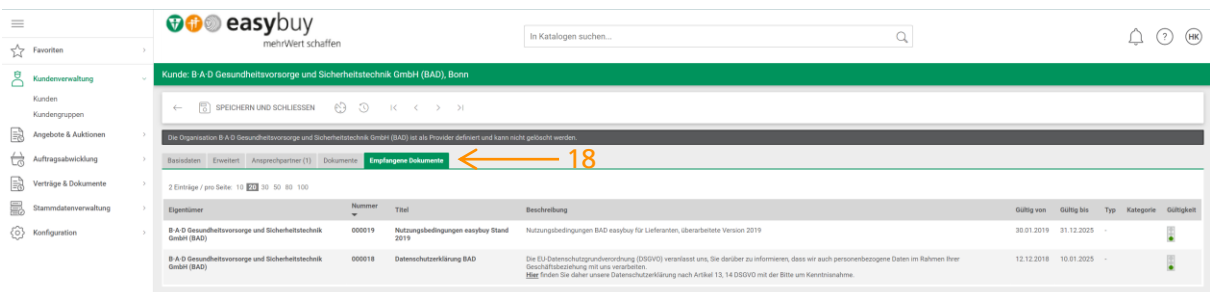 easybuy
mehrWert schaffen
In Katalogen suchen...
?
HK
Favoriten
Kundenverwaltung
Kunden
Kundengruppen
Angebote & Auktionen
Auftragsabwicklung
Verträge & Dokumente
Stammdatenverwaltung
Konfiguration
Kunde: B·A·D Gesundheitsvorsorge und Sicherheitstechnik GmbH (BAD), Bonn
SPEICHERN UND SCHLIESSEN
Die Organisation B·A·D Gesundheitsvorsorge und Sicherheitstechnik GmbH (BAD) ist als Provider definiert und kann nicht gelöscht werden.
Basisdaten Erweitert Ansprechpartner (1) Dokumente Empfangene Dokumente 18
2 Einträge / pro Seite: 10 20 30 50 80 100
Eigentümer Nummer Titel Beschreibung Gültig von Gültig bis Typ Kategorie Gültigkeit
B·A·D Gesundheitsvorsorge und Sicherheitstechnik 000019 Nutzungsbedingungen easybuy Stand Nutzungsbedingungen BAD easybuy für Lieferanten, überarbeitete Version 2019 30.01.2019 31.12.2025 -
GmbH (BAD) 2019
B·A·D Gesundheitsvorsorge und Sicherheitstechnik 000018 Datenschutzerklärung BAD Die EU-Datenschutzgrundverordnung (DSGVO) veranlasst uns, Sie darüber zu informieren, dass wir auch personenbezogene Daten im Rahmen Ihrer 12.12.2018 10.01.2025 -
GmbH (BAD) Geschäftsbeziehung mit uns verarbeiten.
Hier finden Sie daher unsere Datenschutzerklärung nach Artikel 13, 14 DSGVO mit der Bitte um Kenntnisnahme.